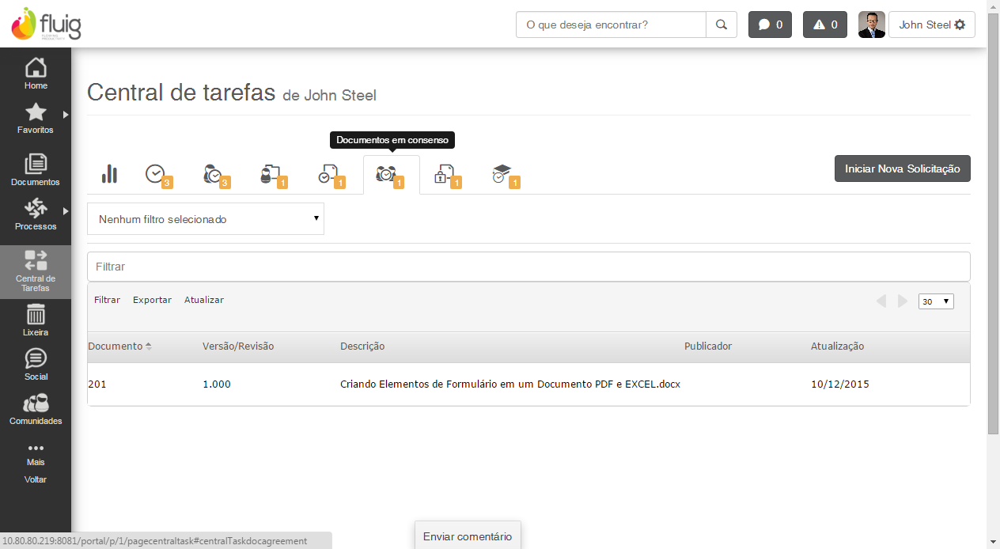 fluig
O que deseja encontrar?
0
0
John Steel
Home
Favoritos
Documentos
Processos
Central de
Tarefas
Lixeira
Social
Comunidades
Mais
Voltar
Central de tarefas de John Steel
Documentos em consenso
3
3
1
1
1
1
1
Iniciar Nova Solicitação
Nenhum filtro selecionado
Filtrar
Filtrar Exportar Atualizar
30
Documento Versão/Revisão Descrição Publicador Atualização
201 1.000 Criando Elementos de Formulário em um Documento PDF e EXCEL.docx 10/12/2015
Enviar comentário
10.80.80.219:8081/portal/p/1/pagecentraltask#centralTaskdocagreement